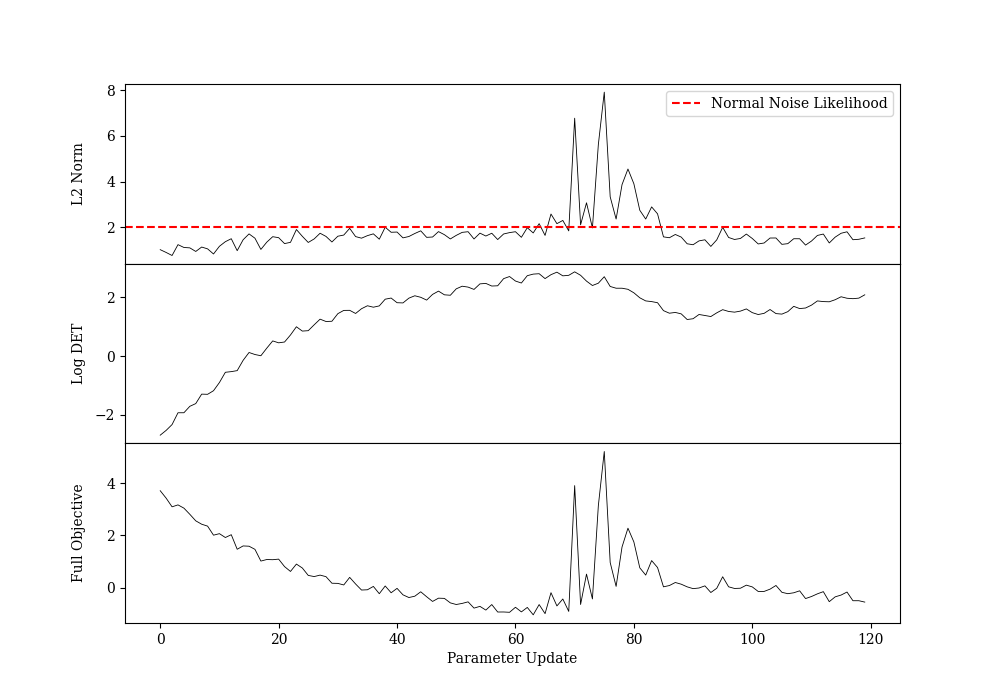 Normal Noise Likelihood
L2 Norm
8
6
4
2
Log DET
2
0
−2
Full Objective
4
2
0
0 20 40 60 80 100 120
Parameter Update